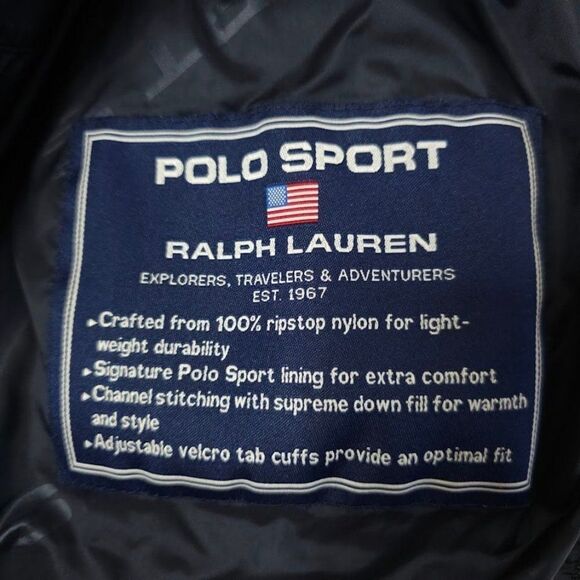 POLO SPORT
RALPH LAUREN
EXPLORERS, TRAVELERS & ADVENTURERS
EST. 1967
▸Crafted from 100% ripstop nylon for light-
weight durability
▸Signature Polo Sport lining for extra comfort
▸Channel stitching with supreme down fill for warmth
and style
▸Adjustable velcro tab cuffs provide an optimal fit